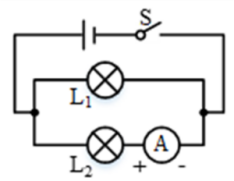 S
L₁
L₂ + A -